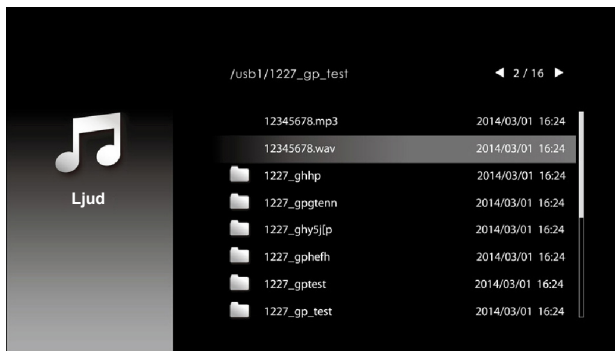 /usb1/1227_gp_test ◀ 2/16 ▶
Ljud
12345678.mp3 2014/03/01 16:24
12345678.wav 2014/03/01 16:24
1227_ghhp 2014/03/01 16:24
1227_gpgtenn 2014/03/01 16:24
1227_ghy5j[p 2014/03/01 16:24
1227_gphefh 2014/03/01 16:24
1227_gptest 2014/03/01 16:24
1227_gp_test 2014/03/01 16:24